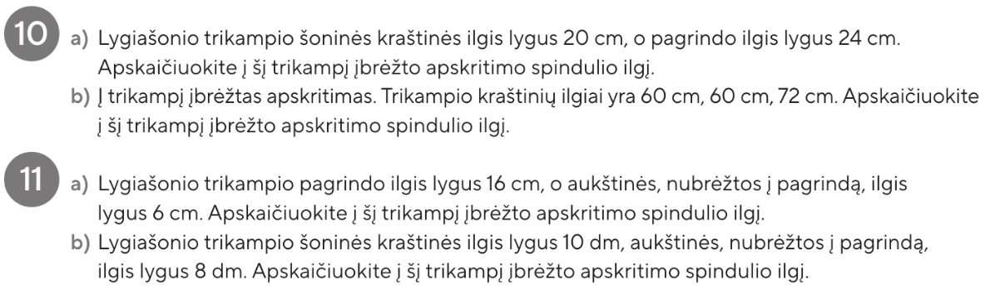 10 a) Lygiašonio trikampio šoninės kraštinės ilgis lygus 20 cm, o pagrindo ilgis lygus 24 cm.
Apskaičiuokite į šį trikampį įbrėžto apskritimo spindulio ilgį.
b) Į trikampį įbrėžtas apskritimas. Trikampio kraštinių ilgiai yra 60 cm, 60 cm, 72 cm. Apskaičiuokite
į šį trikampį įbrėžto apskritimo spindulio ilgį.
11 a) Lygiašonio trikampio pagrindo ilgis lygus 16 cm, o aukštinės, nubrėžtos į pagrindą, ilgis
lygus 6 cm. Apskaičiuokite į šį trikampį įbrėžto apskritimo spindulio ilgį.
b) Lygiašonio trikampio šoninės kraštinės ilgis lygus 10 dm, aukštinės, nubrėžtos į pagrindą,
ilgis lygus 8 dm. Apskaičiuokite į šį trikampį įbrėžto apskritimo spindulio ilgį.